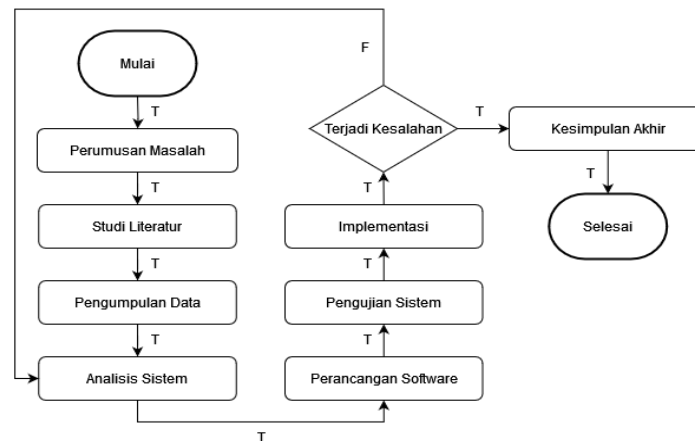 Mulai
T
Perumusan Masalah
T
Studi Literatur
T
Pengumpulan Data
T
Analisis Sistem
T
Perancangan Software
T
Pengujian Sistem
T
Implementasi
T
Terjadi Kesalahan
F
T
Kesimpulan Akhir
T
Selesai